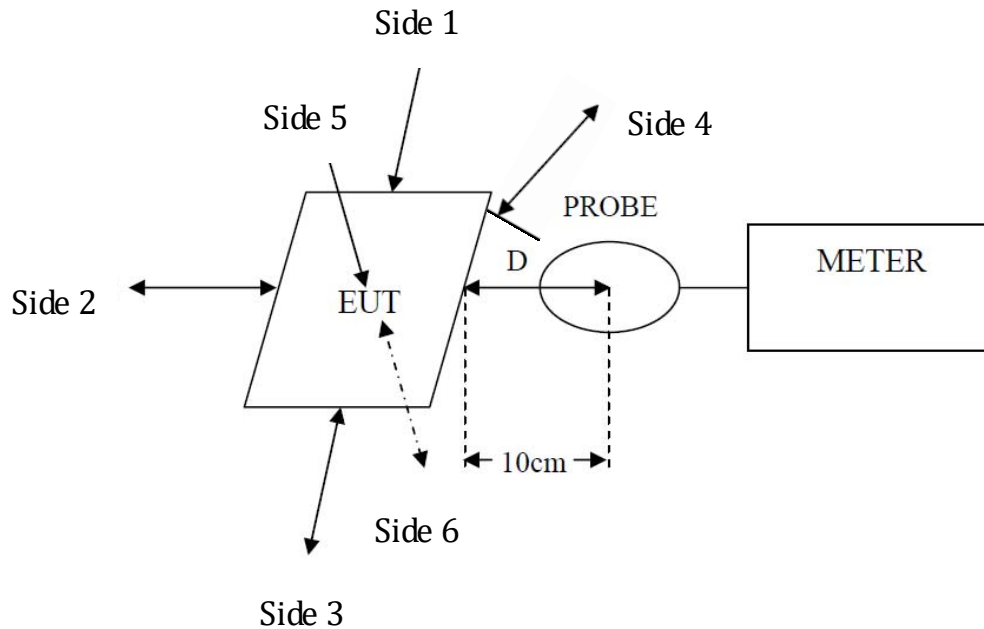 Side 1
Side 5
Side 4
PROBE
D
METER
Side 2
EUT
10cm
Side 6
Side 3